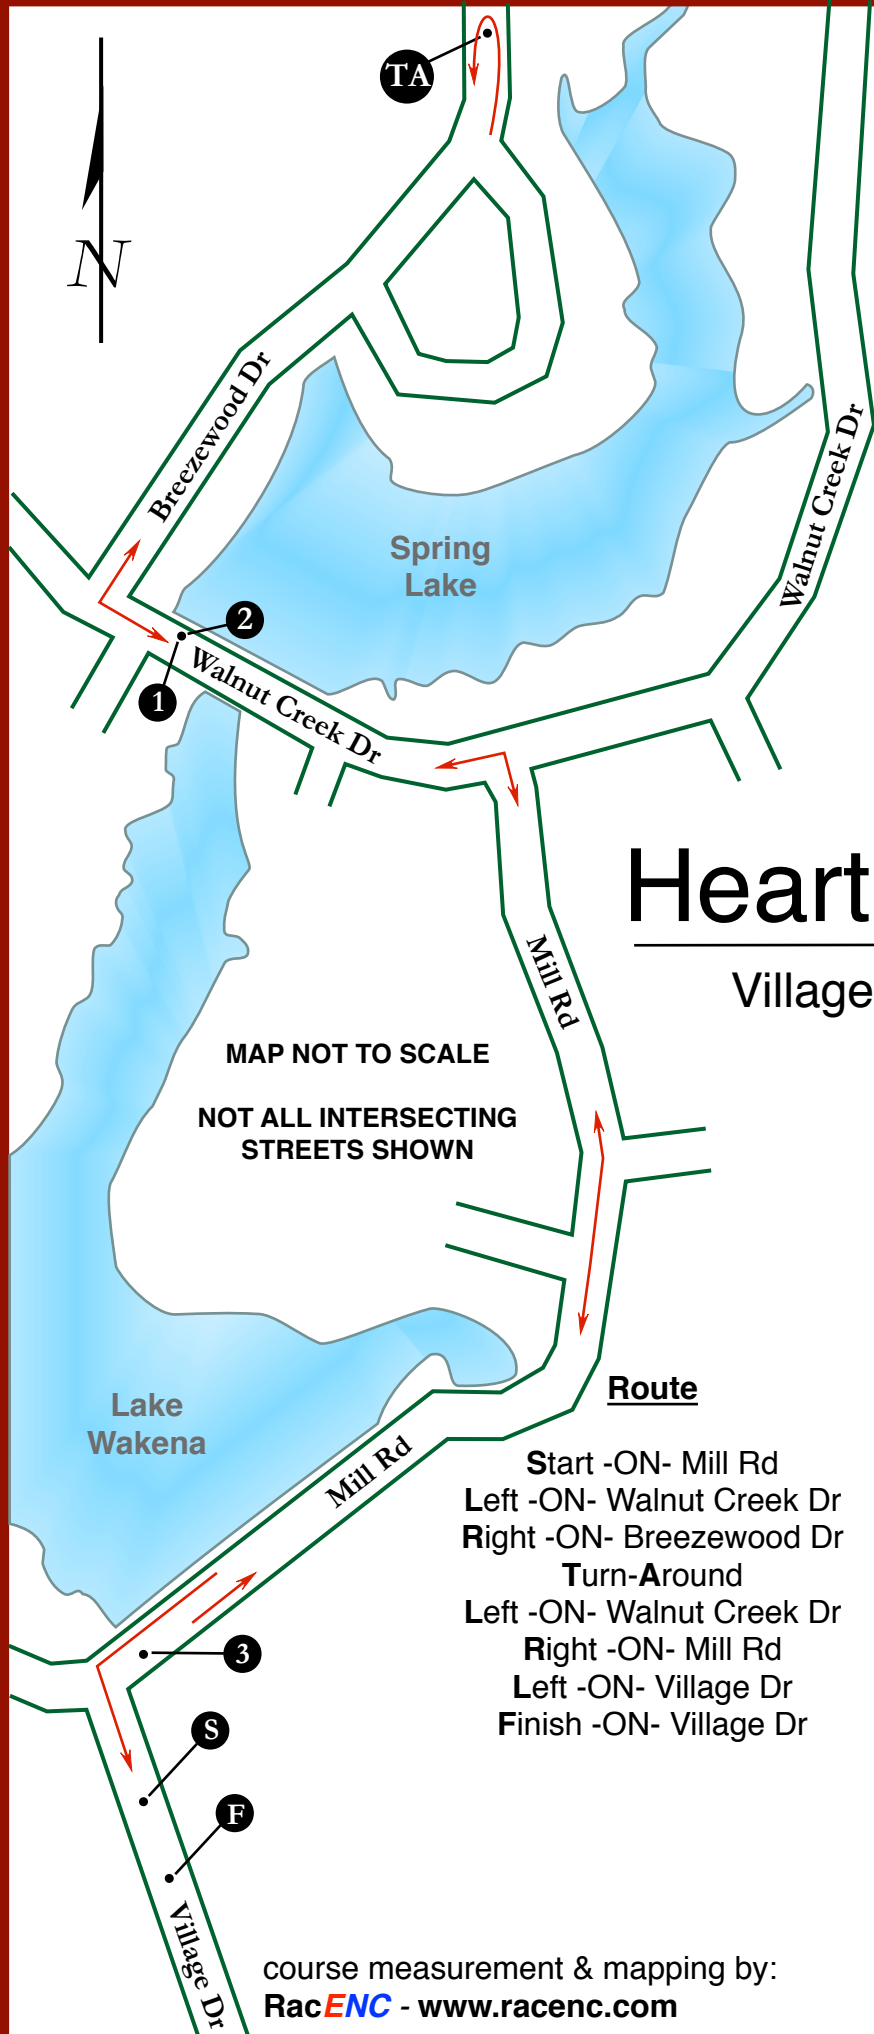 TA
N
Breezewood Dr
Walnut Creek Dr
Spring
Lake
2
1
Walnut Creek Dr
Heart
Village
Mill Rd
MAP NOT TO SCALE
NOT ALL INTERSECTING
STREETS SHOWN
Lake
Wakena
Mill Rd
Route
Start -ON- Mill Rd
Left -ON- Walnut Creek Dr
Right -ON- Breezewood Dr
Turn-Around
Left -ON- Walnut Creek Dr
Right -ON- Mill Rd
Left -ON- Village Dr
Finish -ON- Village Dr
3
S
F
Village Dr
course measurement & mapping by:
RacENC - www.racenc.com